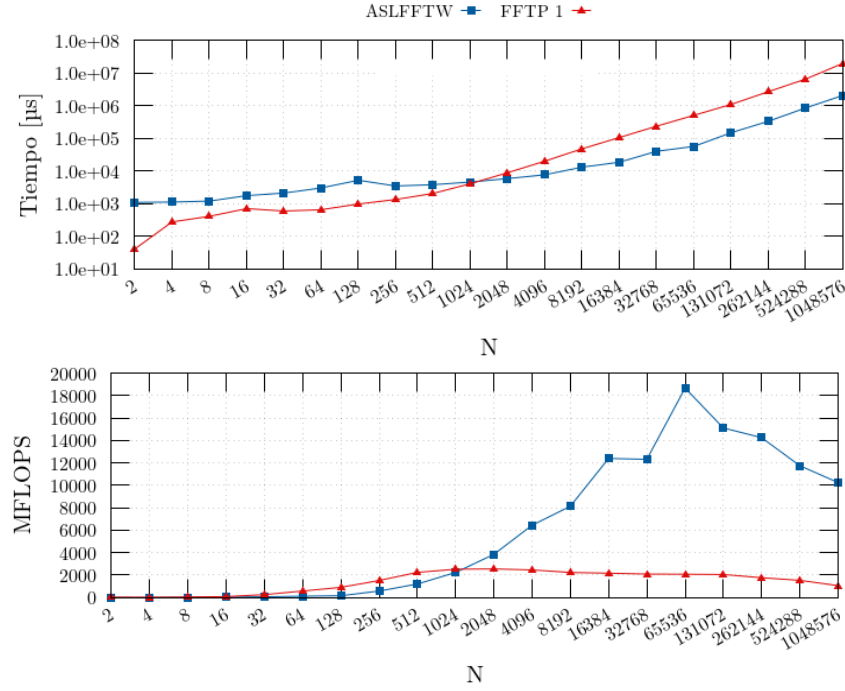 ASLFFTW FFTP 1
1.0e+08
1.0e+07
1.0e+06
1.0e+05
1.0e+04
1.0e+03
1.0e+02
1.0e+01
Tiempo [µs]
2 4 8 16 32 64 128 256 512 1024 2048 4096 8192 16384 32768 65536 131072 262144 524288 1048576
N
20000
18000
16000
14000
12000
10000
8000
6000
4000
2000
0
MFLOPS
2 4 8 16 32 64 128 256 512 1024 2048 4096 8192 16384 32768 65536 131072 262144 524288 1048576
N